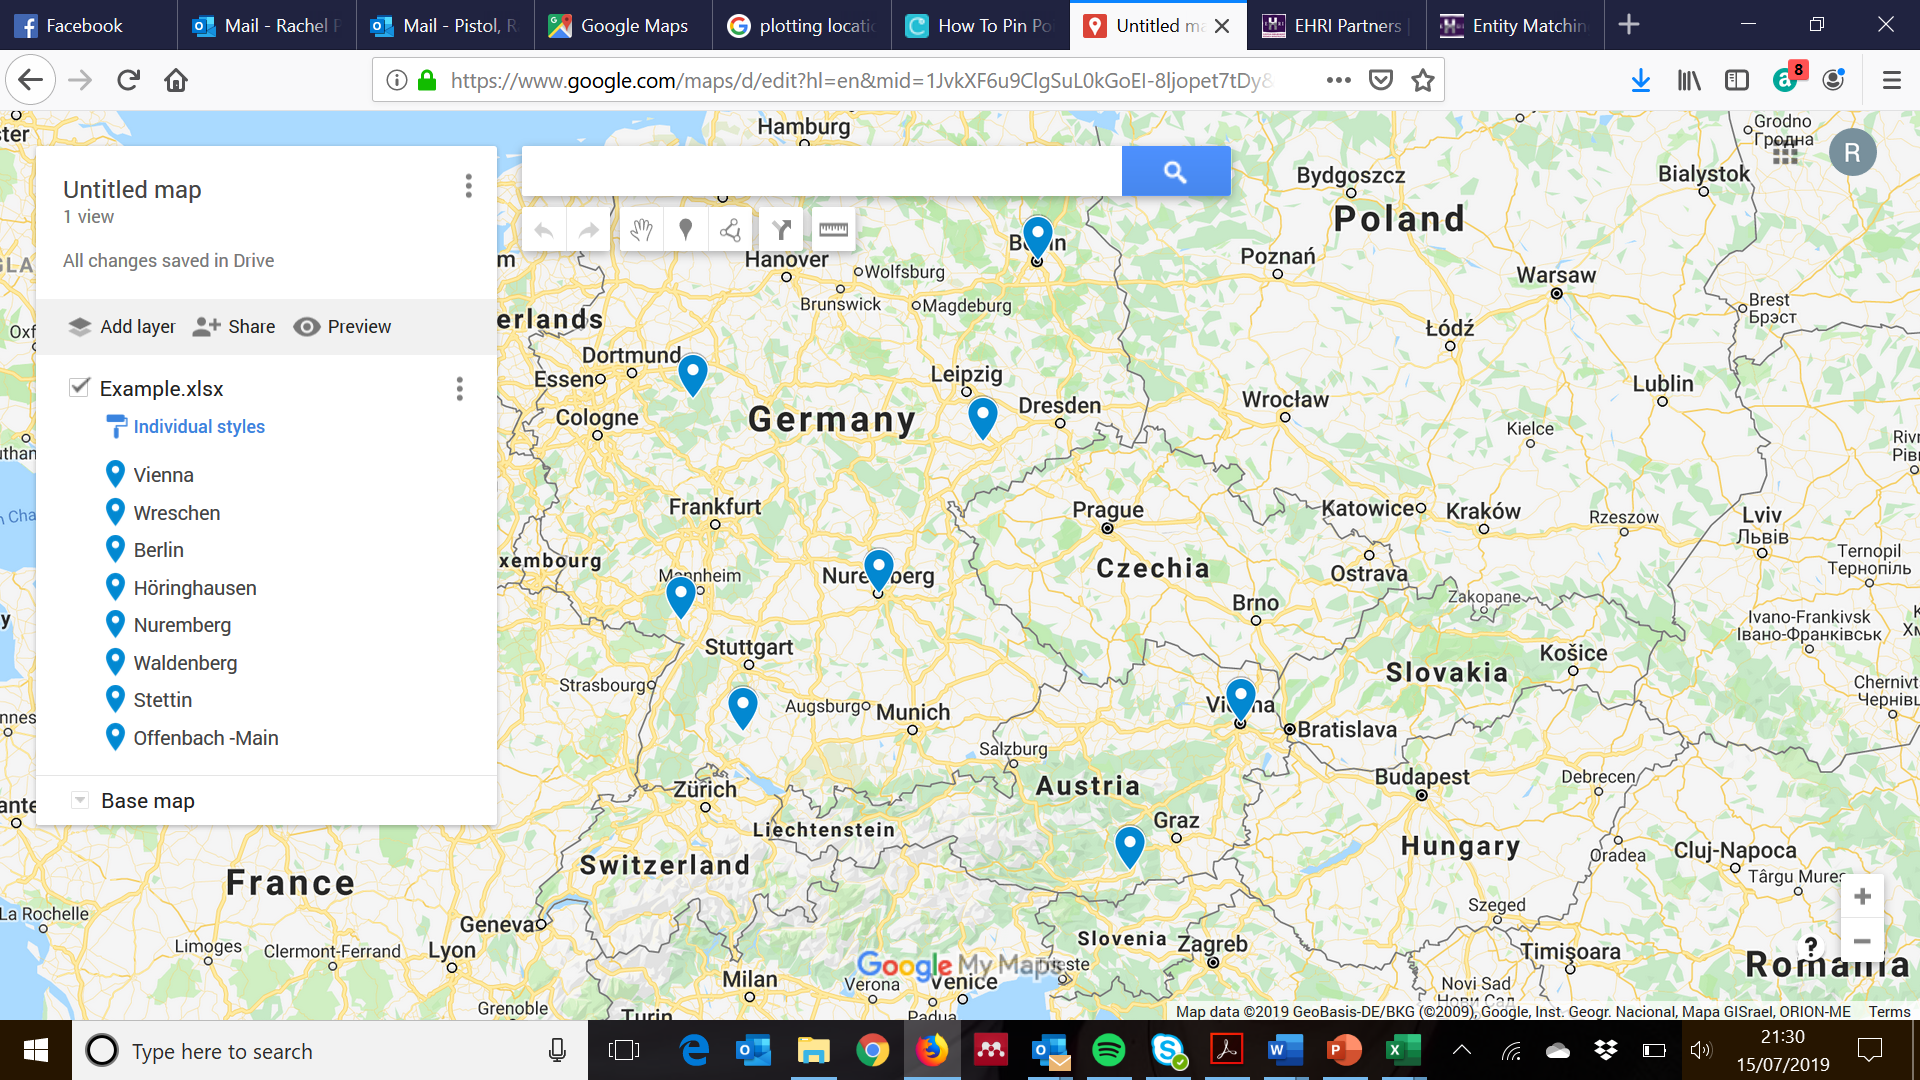 Facebook
Mail - Rachel P
Mail - Pistol, R
Google Maps
plotting locati
How To Pin Po
Untitled ma
EHRI Partners
Entity Matchin
https://www.google.com/maps/d/edit?hl=en&mid=
8
Untitled map
1 view
All changes saved in Drive
Add layer
Share
Preview
Example.xlsx
Individual styles
Vienna
Wreschen
Berlin
Höringhausen
Nuremberg
Waldenberg
Stettin
Offenbach -Main
Base map
R
Hamburg
Grodno
Гродна
Bydgoszcz
Bialystok
Poland
Hanover
Wolfsburg
Poznań
Warsaw
Brunswick
Magdeburg
Brest
Брэст
erlands
Łódź
Dortmund
Essen
Leipzig
Lublin
Cologne
Germany
Dresden
Wrocław
Kielce
Frankfurt
Prague
Katowice
Kraków
Rzeszow
Lviv
Львів
xembourg
Mannheim
Czechia
Ostrava
Ternopil
Тернопіль
Brno
Zakopane
Ivano-Frankivsk
Івано-Франківськ
Stuttgart
Slovakia
Košice
Strasbourg
Augsburg
Munich
Bratislava
Chernivt
Чернівц
Salzburg
Zürich
Austria
Budapest
Debrecen
Liechtenstein
Graz
Switzerland
Hungary
Oradea
Cluj-Napoca
France
Târgu Mureș
La Rochelle
Geneva
Szeged
Limoges
Clermont-Ferrand
Lyon
Slovenia
Zagreb
Timișoara
Romania
Milan
Google My Maps
Verona
Venice
Novi Sad
Нови Сад
Grenoble
Turin
Padua
Map data ©2019 GeoBasis-DE/BKG (©2009), Google, Inst. Geogr. Nacional, Mapa GISrael, ORION-ME
Terms
Type here to search
21:30
15/07/2019